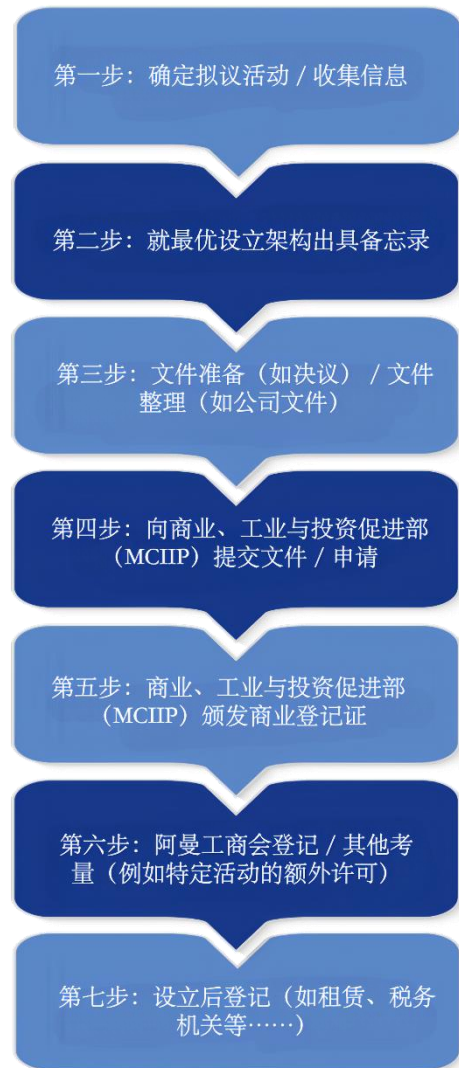 第一步：确定拟议活动 / 收集信息
第二步：就最优设立架构出具备忘录
第三步：文件准备（如决议）/ 文件
整理（如公司文件）
第四步：向商业、工业与投资促进部
（MCIIP）提交文件 / 申请
第五步：商业、工业与投资促进部
（MCIIP）颁发商业登记证
第六步：阿曼工商会登记 / 其他考
量（例如特定活动的额外许可）
第七步：设立后登记（如租赁、税务
机关等……）